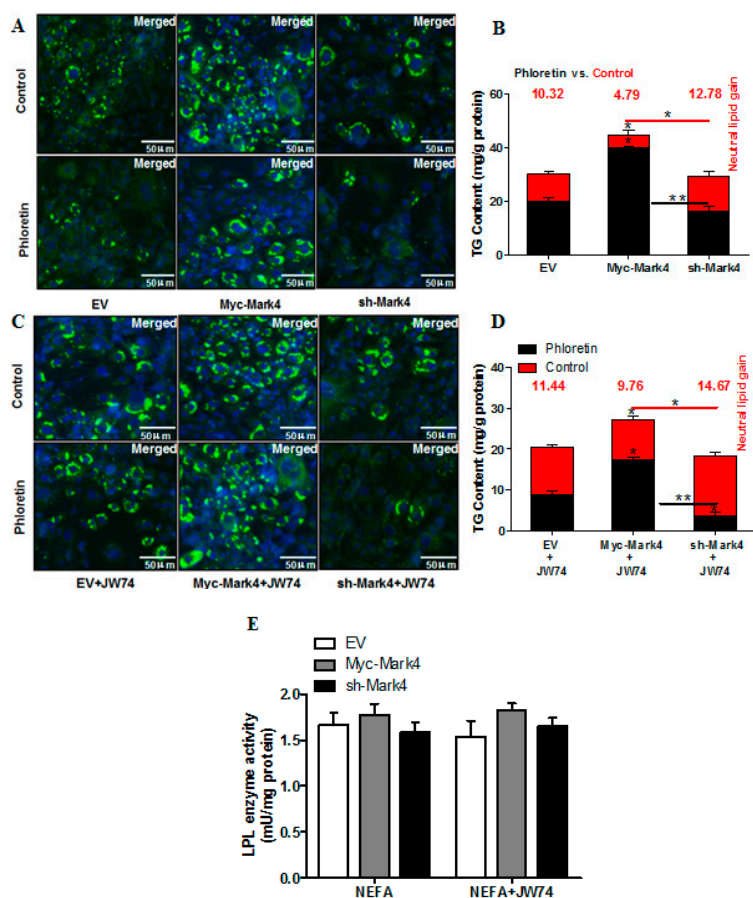 A
Merged
Merged
Merged
Control
50μm
50μm
50μm
Merged
Merged
Merged
Phloretin
50μm
50μm
50μm
EV
Myc-Mark4
sh-Mark4
B
Phloretin vs. Control
10.32
4.79
12.78
Neutral lipid gain
TG Content (mg/g protein)
60
40
20
0
*
*
*
**
EV
Myc-Mark4
sh-Mark4
C
Merged
Merged
Merged
Control
50μm
50μm
50μm
Merged
Merged
Merged
Phloretin
50μm
50μm
50μm
EV+JW74
Myc-Mark4+JW74
sh-Mark4+JW74
D
Phloretin
Control
11.44
9.76
14.67
Neutral lipid gain
TG Content (mg/g protein)
40
30
20
10
0
*
*
*
**
*
EV
+
JW74
Myc-Mark4
+
JW74
sh-Mark4
+
JW74
E
EV
Myc-Mark4
sh-Mark4
LPL enzyme activity
(mU/mg protein)
2.0
1.5
1.0
0.5
0.0
NEFA
NEFA+JW74